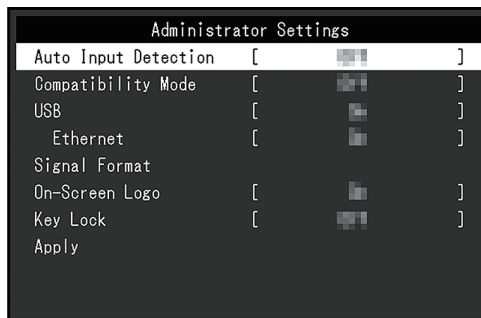 Administrator Settings
Auto Input Detection [ ]
Compatibility Mode [ ]
USB [ ]
Ethernet [ ]
Signal Format
On-Screen Logo [ ]
Key Lock [ ]
Apply